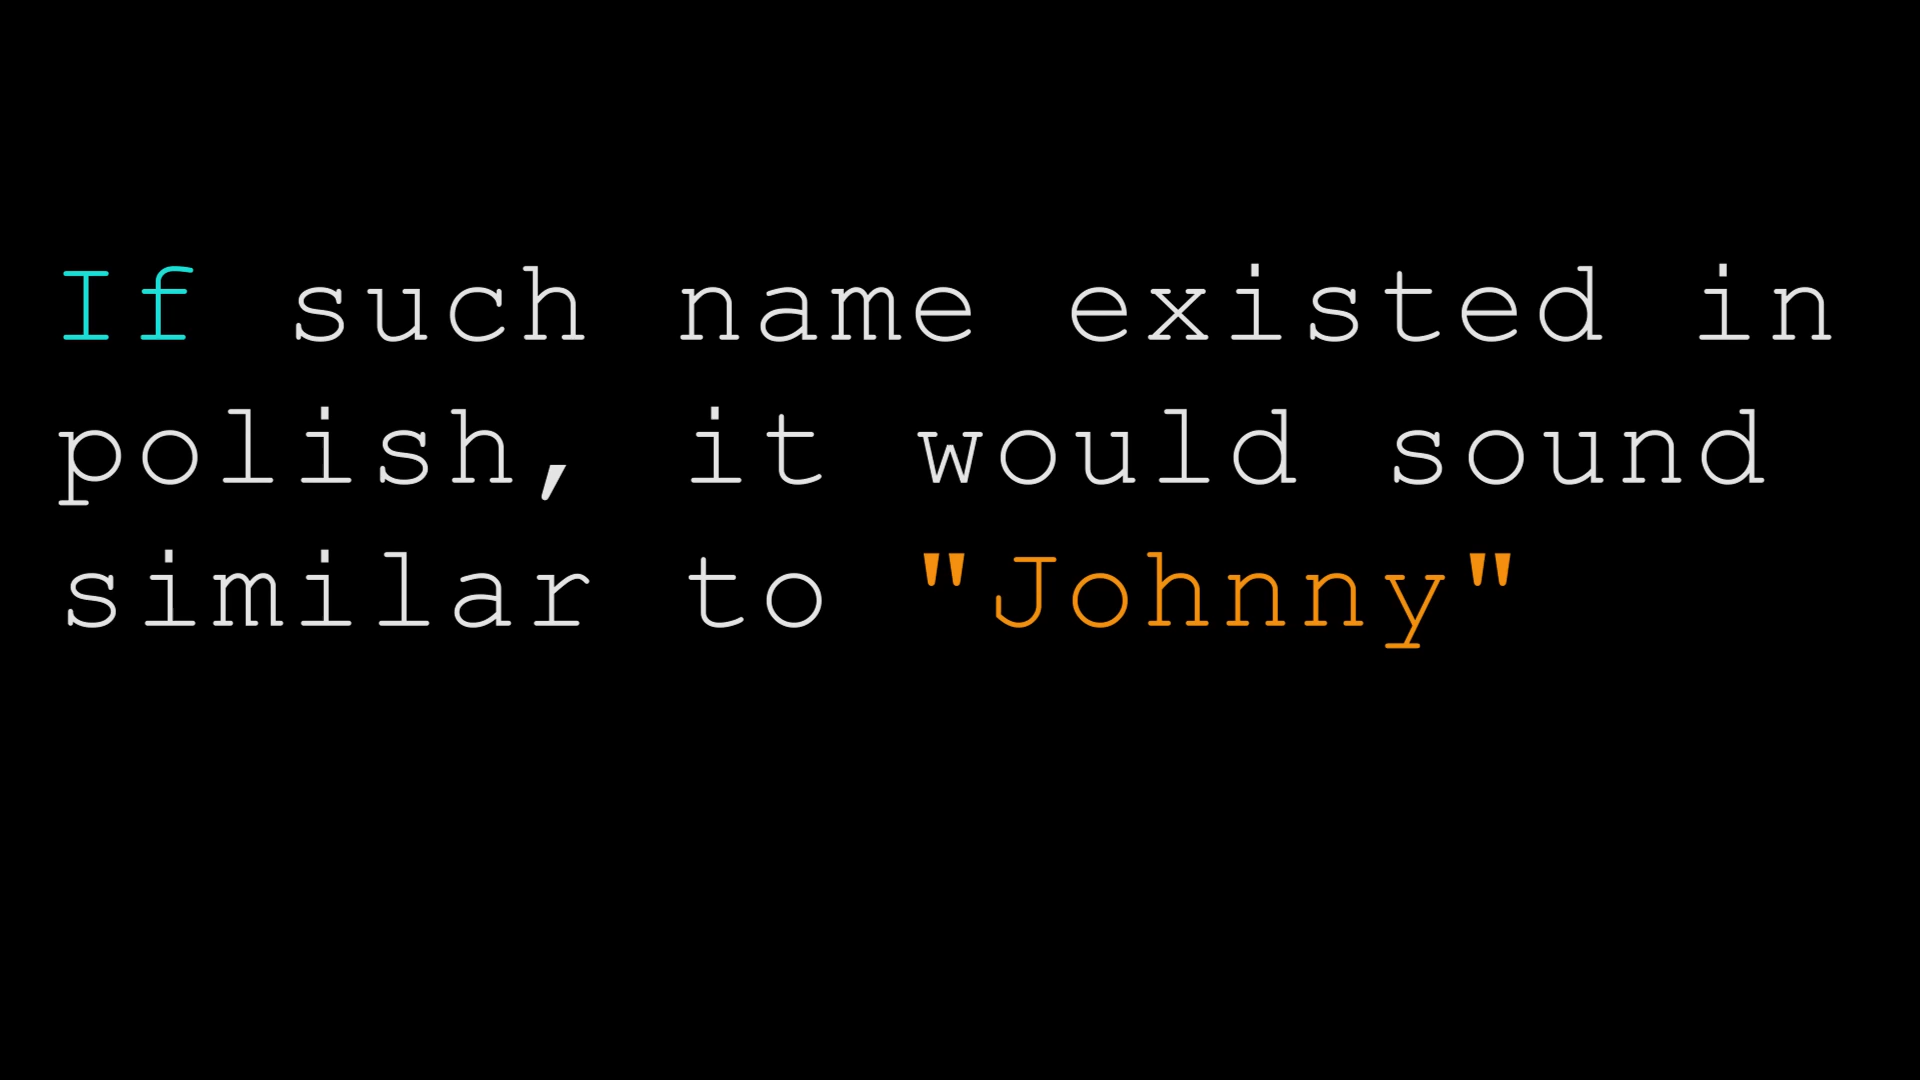 If such name existed in
polish, it would sound
similar to "Johnny"